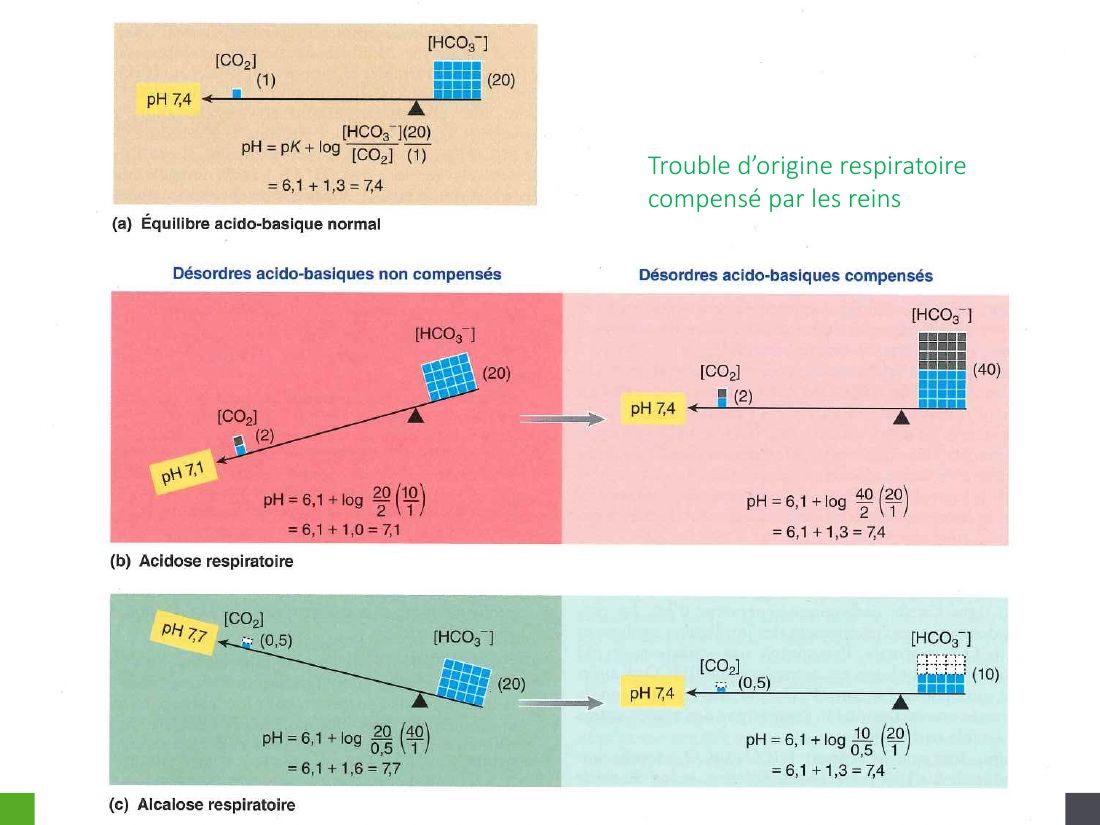 [CO₂]
(1)
[HCO₃⁻]
(20)
pH 7,4
pH = pK + log [HCO₃⁻](20) / [CO₂] (1)
= 6,1 + 1,3 = 7,4
(a) Équilibre acido-basique normal
Trouble d’origine respiratoire
compensé par les reins
Désordres acido-basiques non compensés
Désordres acido-basiques compensés
[HCO₃⁻]
(20)
[CO₂]
(2)
pH 7,1
pH = 6,1 + log 20/2 (10/1)
= 6,1 + 1,0 = 7,1
[HCO₃⁻]
(40)
[CO₂]
(2)
pH 7,4
pH = 6,1 + log 40/2 (20/1)
= 6,1 + 1,3 = 7,4
(b) Acidose respiratoire
pH 7,7
[CO₂]
(0,5)
[HCO₃⁻]
(20)
pH = 6,1 + log 20/0,5 (40/1)
= 6,1 + 1,6 = 7,7
[HCO₃⁻]
(10)
[CO₂]
(0,5)
pH 7,4
pH = 6,1 + log 10/0,5 (20/1)
= 6,1 + 1,3 = 7,4
(c) Alcalose respiratoire